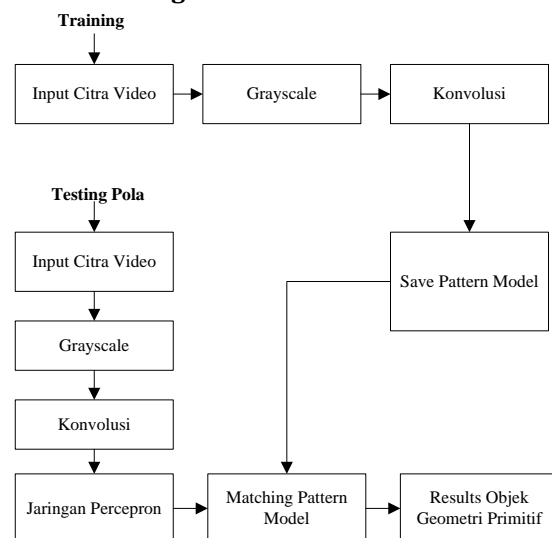 Training
Input Citra Video
Grayscale
Konvolusi
Save Pattern Model
Testing Pola
Input Citra Video
Grayscale
Konvolusi
Jaringan Percepron
Matching Pattern
Model
Results Objek
Geometri Primitif